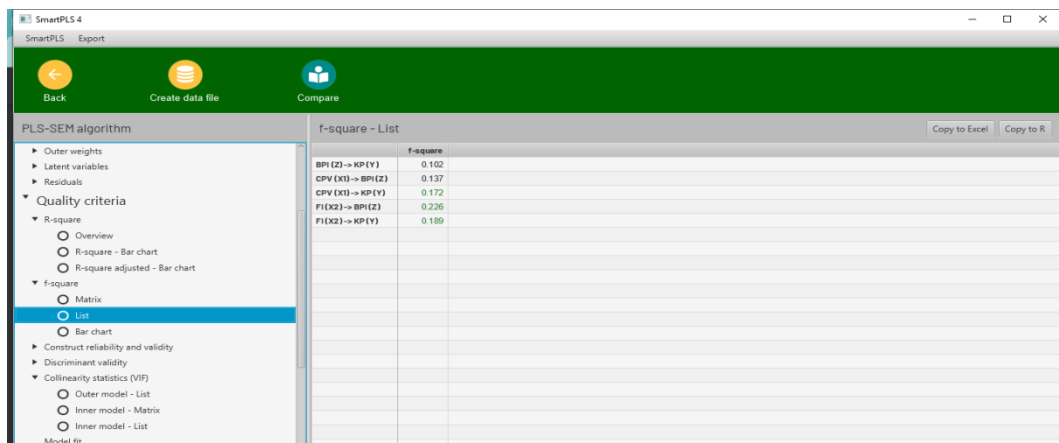 SmartPLS 4
SmartPLS Export
Back Create data file Compare
PLS-SEM algorithm
Outer weights
Latent variables
Residuals
Quality criteria
R-square
Overview
R-square - Bar chart
R-square adjusted - Bar chart
f-square
Matrix
List
Bar chart
Construct reliability and validity
Discriminant validity
Collinearity statistics (VIF)
Outer model - List
Inner model - Matrix
Inner model - List
Model fit
f-square - List Copy to Excel Copy to R
f-square
BPI (Z) -> KP (Y) 0.102
CPV (X1) -> BPI (Z) 0.137
CPV (X1) -> KP (Y) 0.172
FI (X2) -> BPI (Z) 0.226
FI (X2) -> KP (Y) 0.189